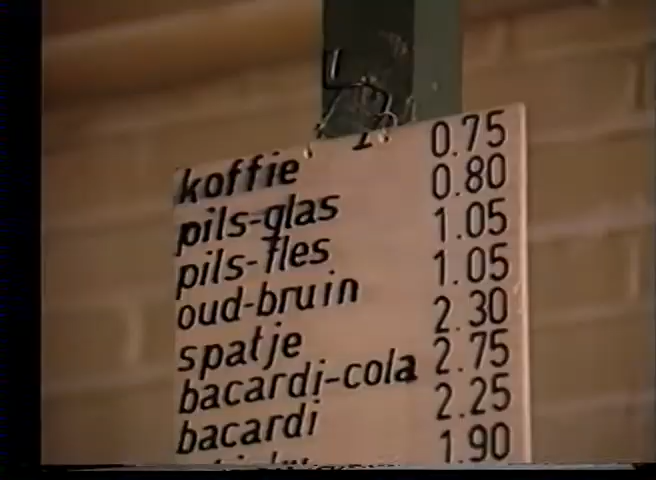 koffie 0.75
pils-glas 0.80
pils-fles 1.05
oud-bruin 1.05
spatje 2.30
bacardi-cola 2.75
bacardi 2.25
1.90